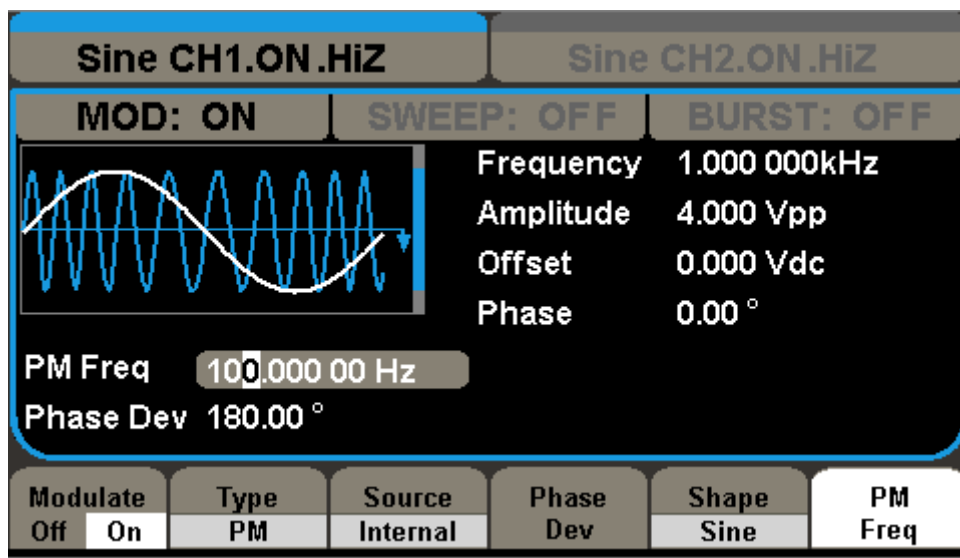 Sine CH1.ON.HiZ
Sine CH2.ON.HiZ
MOD: ON
SWEEP: OFF
BURST: OFF
Frequency 1.000 000kHz
Amplitude 4.000 Vpp
Offset 0.000 Vdc
Phase 0.00 °
PM Freq 100.000 00 Hz
Phase Dev 180.00 °
Modulate
Off On
Type
PM
Source
Internal
Phase
Dev
Shape
Sine
PM
Freq